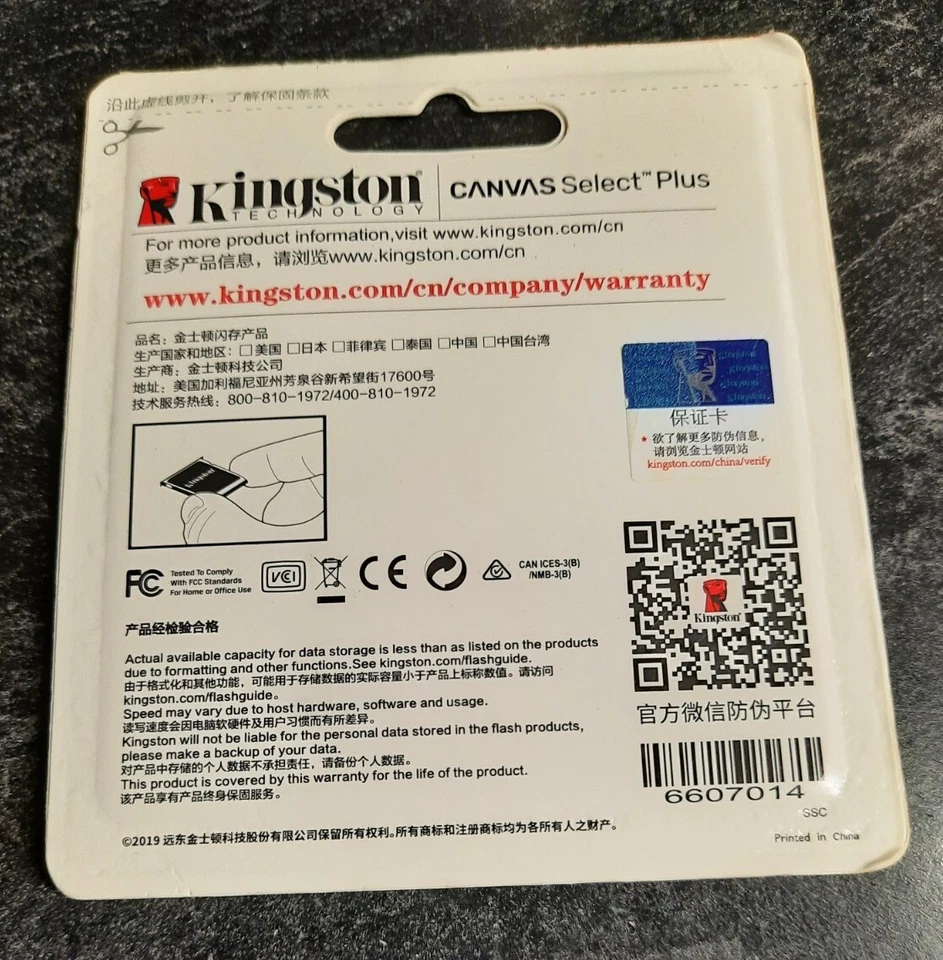 沿此虚线剪开，了解保固条款
Kingston
TECHNOLOGY
CANVAS Select™ Plus
For more product information,visit www.kingston.com/cn
更多产品信息，请浏览www.kingston.com/cn
www.kingston.com/cn/company/warranty
品名：金士顿闪存产品
生产国家和地区：□美国 □日本 □菲律宾 □泰国 □中国 □中国台湾
生产商：金士顿科技公司
地址：美国加利福尼亚州芳泉谷新希望街17600号
技术服务热线：800-810-1972/400-810-1972
Kingston
Kingston
Kingston
Kingston
Kingston
保证卡
* 欲了解更多防伪信息，
请浏览金士顿网站
kingston.com/china/verify
FC
Tested To Comply
With FCC Standards
For Home or Office Use
VCI
CE
CAN ICES-3(B)
/NMB-3(B)
产品经检验合格
Actual available capacity for data storage is less than as listed on the products
due to formatting and other functions.See kingston.com/flashguide.
由于格式化和其他功能，可能用于存储数据的实际容量小于产品上标称数值。请访问
kingston.com/flashguide。
Speed may vary due to host hardware, software and usage.
读写速度会因电脑软硬件及用户习惯而有所差异。
Kingston will not be liable for the personal data stored in the flash products,
please make a backup of your data.
对产品中存储的个人数据不承担责任，请备份个人数据。
This product is covered by this warranty for the life of the product.
该产品享有产品终身保固服务。
Kingston
官方微信防伪平台
6607014
SSC
©2019 远东金士顿科技股份有限公司保留所有权利。所有商标和注册商标均为各所有人之财产。
Printed in China